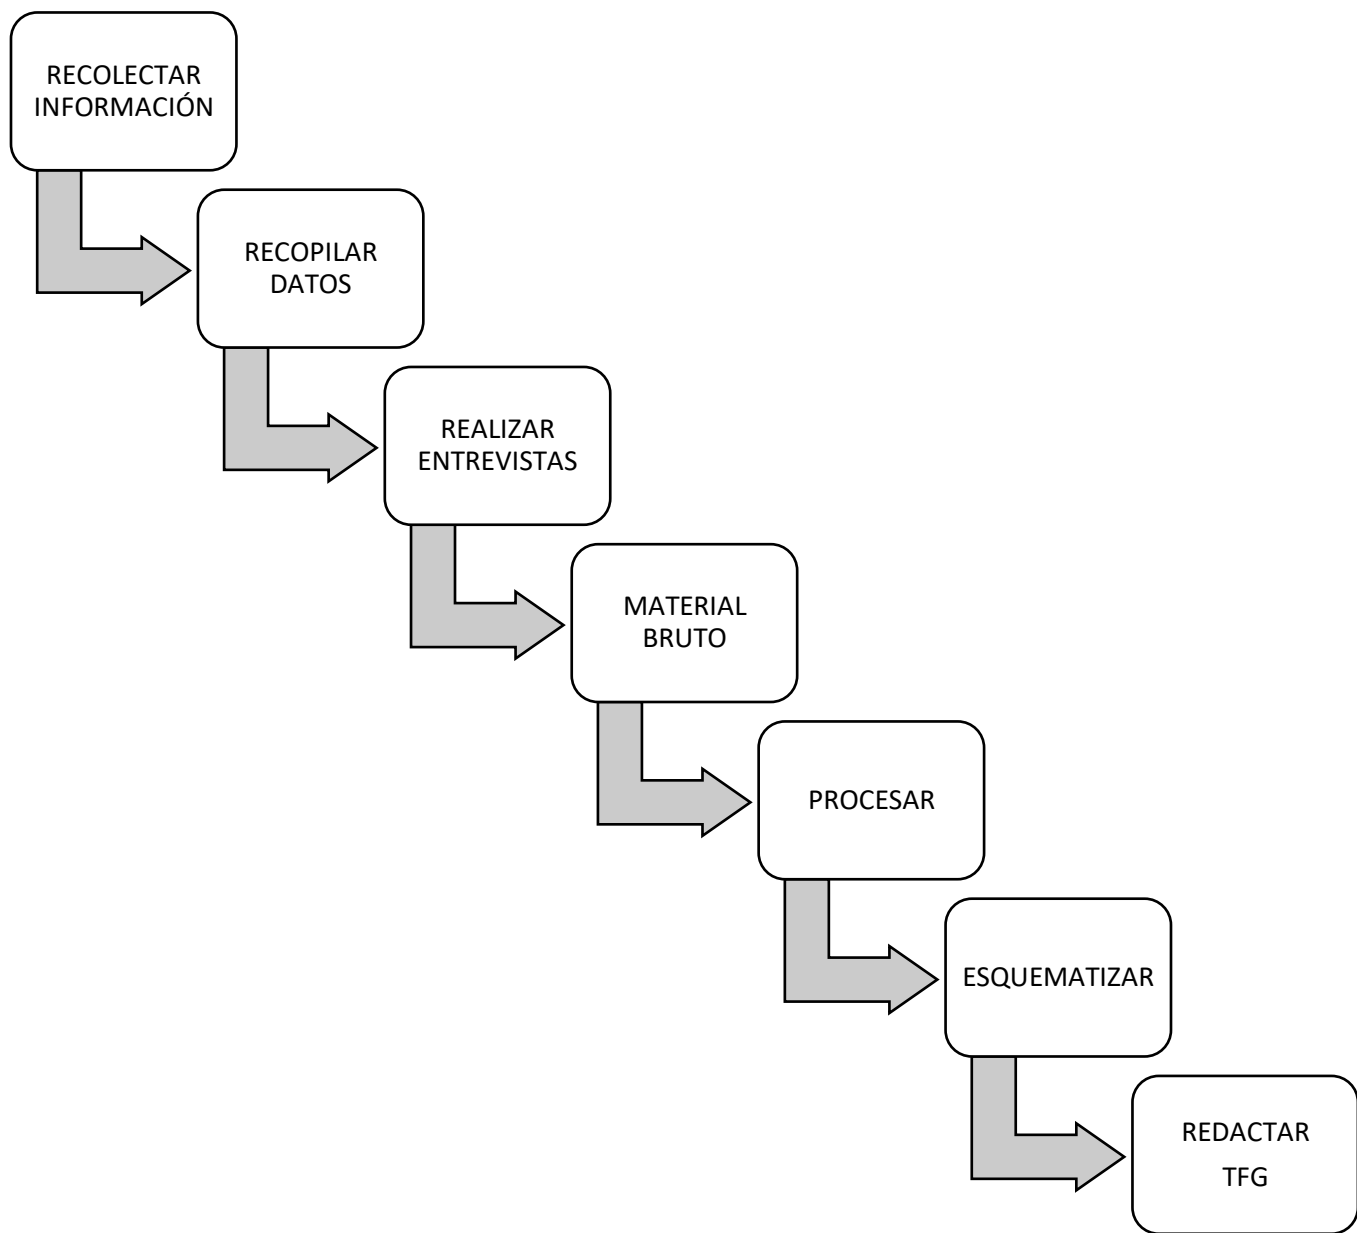 RECOLECTAR
INFORMACIÓN
RECOPILAR
DATOS
REALIZAR
ENTREVISTAS
MATERIAL
BRUTO
PROCESAR
ESQUEMATIZAR
REDACTAR
TFG